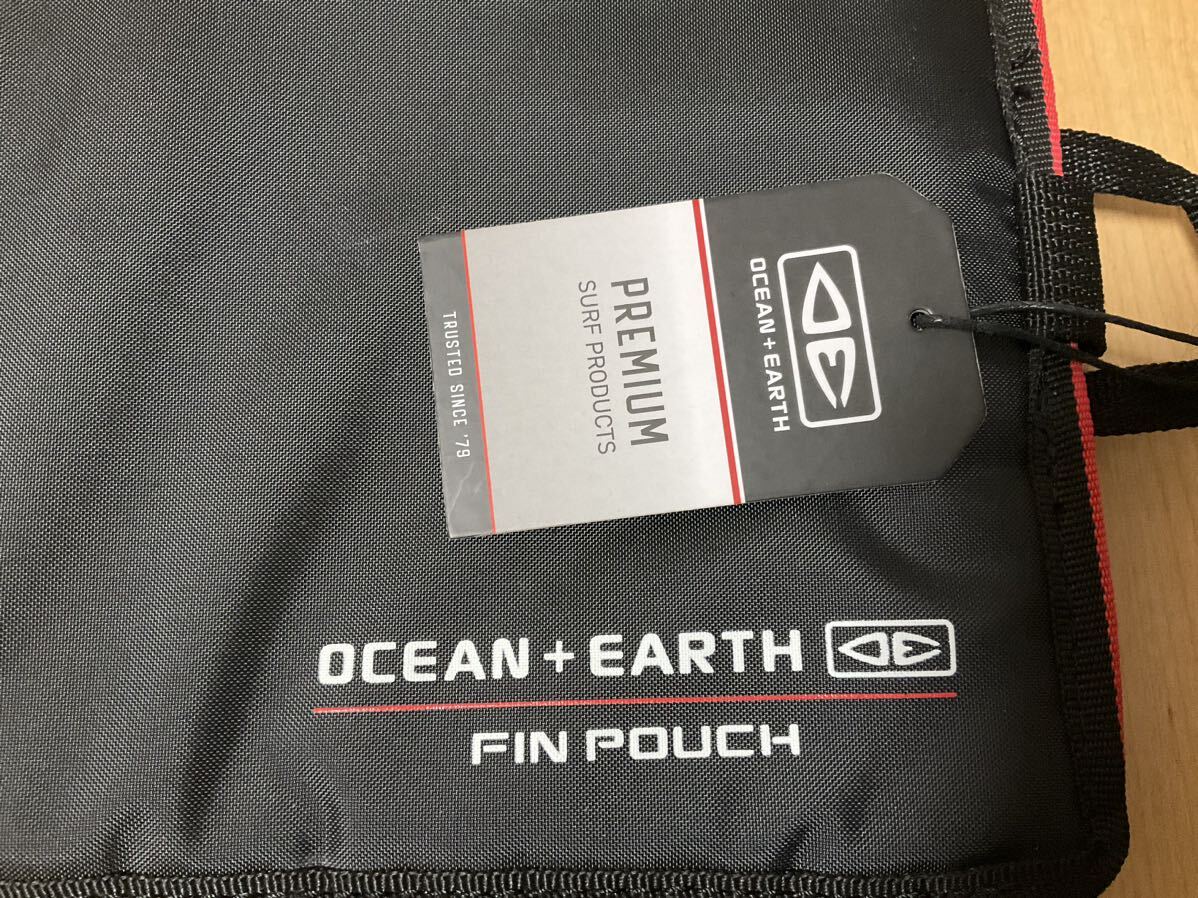 OCEAN+EARTH
PREMIUM
SURF PRODUCTS
TRUSTED SINCE '79
OCEAN + EARTH
FIN POUCH